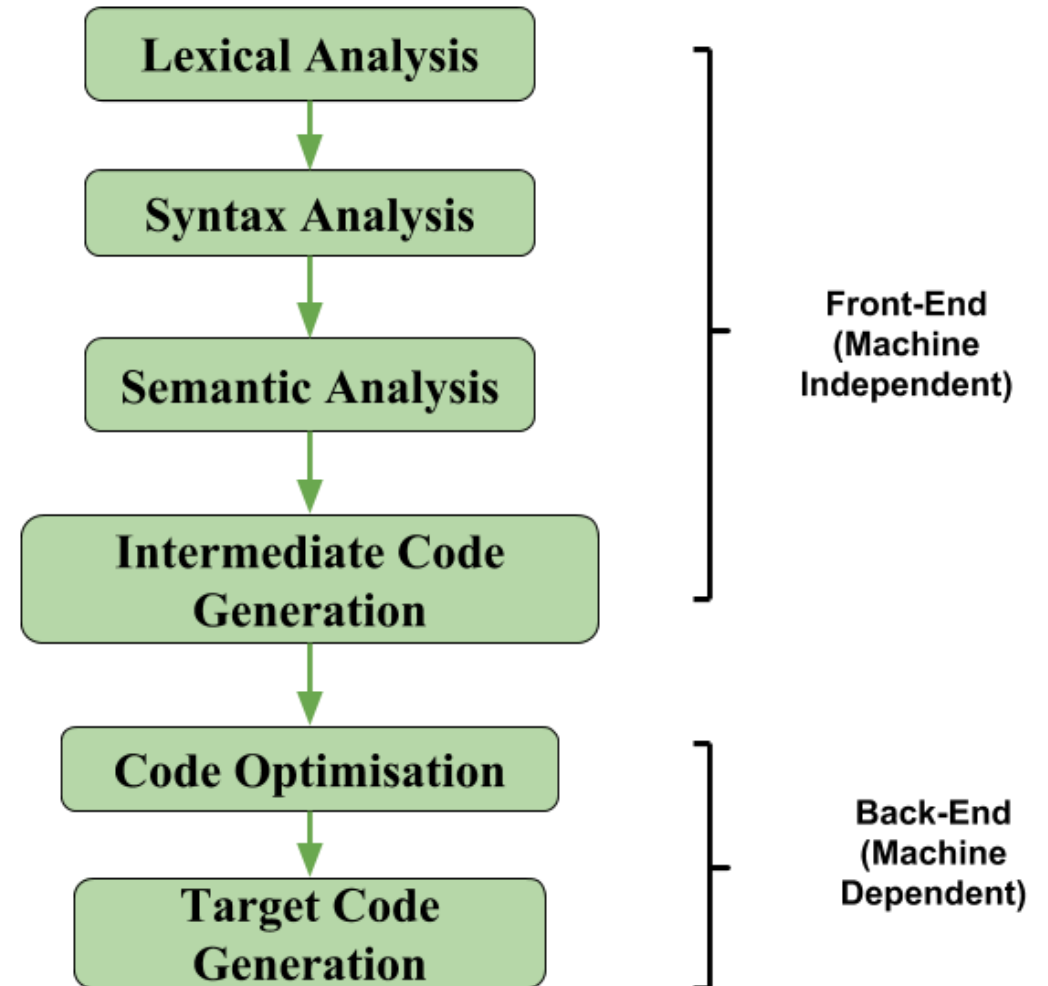 Lexical Analysis
Syntax Analysis
Semantic Analysis
Intermediate Code
Generation
Front-End
(Machine
Independent)
Code Optimisation
Target Code
Generation
Back-End
(Machine
Dependent)